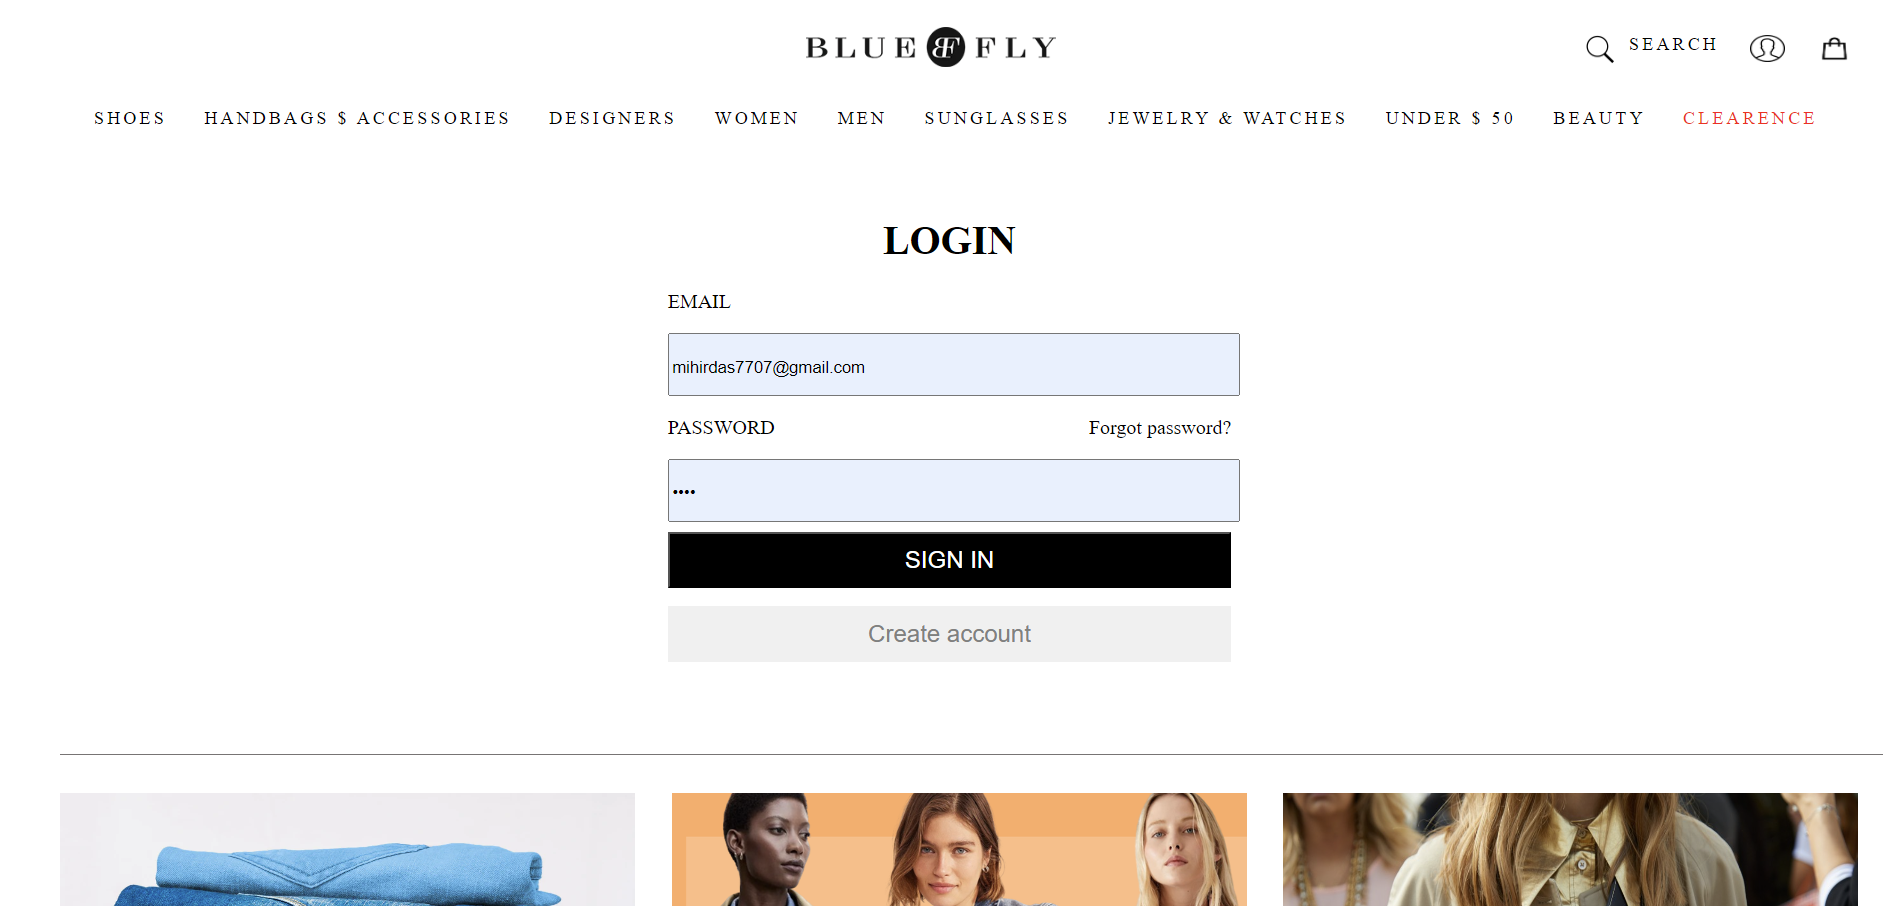 BLUE BF FLY
SEARCH
SHOES HANDBAGS $ ACCESSORIES DESIGNERS WOMEN MEN SUNGLASSES JEWELRY & WATCHES UNDER $ 50 BEAUTY CLEARENCE
LOGIN
EMAIL
mihirdas7707@gmail.com
PASSWORD Forgot password?
••••
SIGN IN
Create account